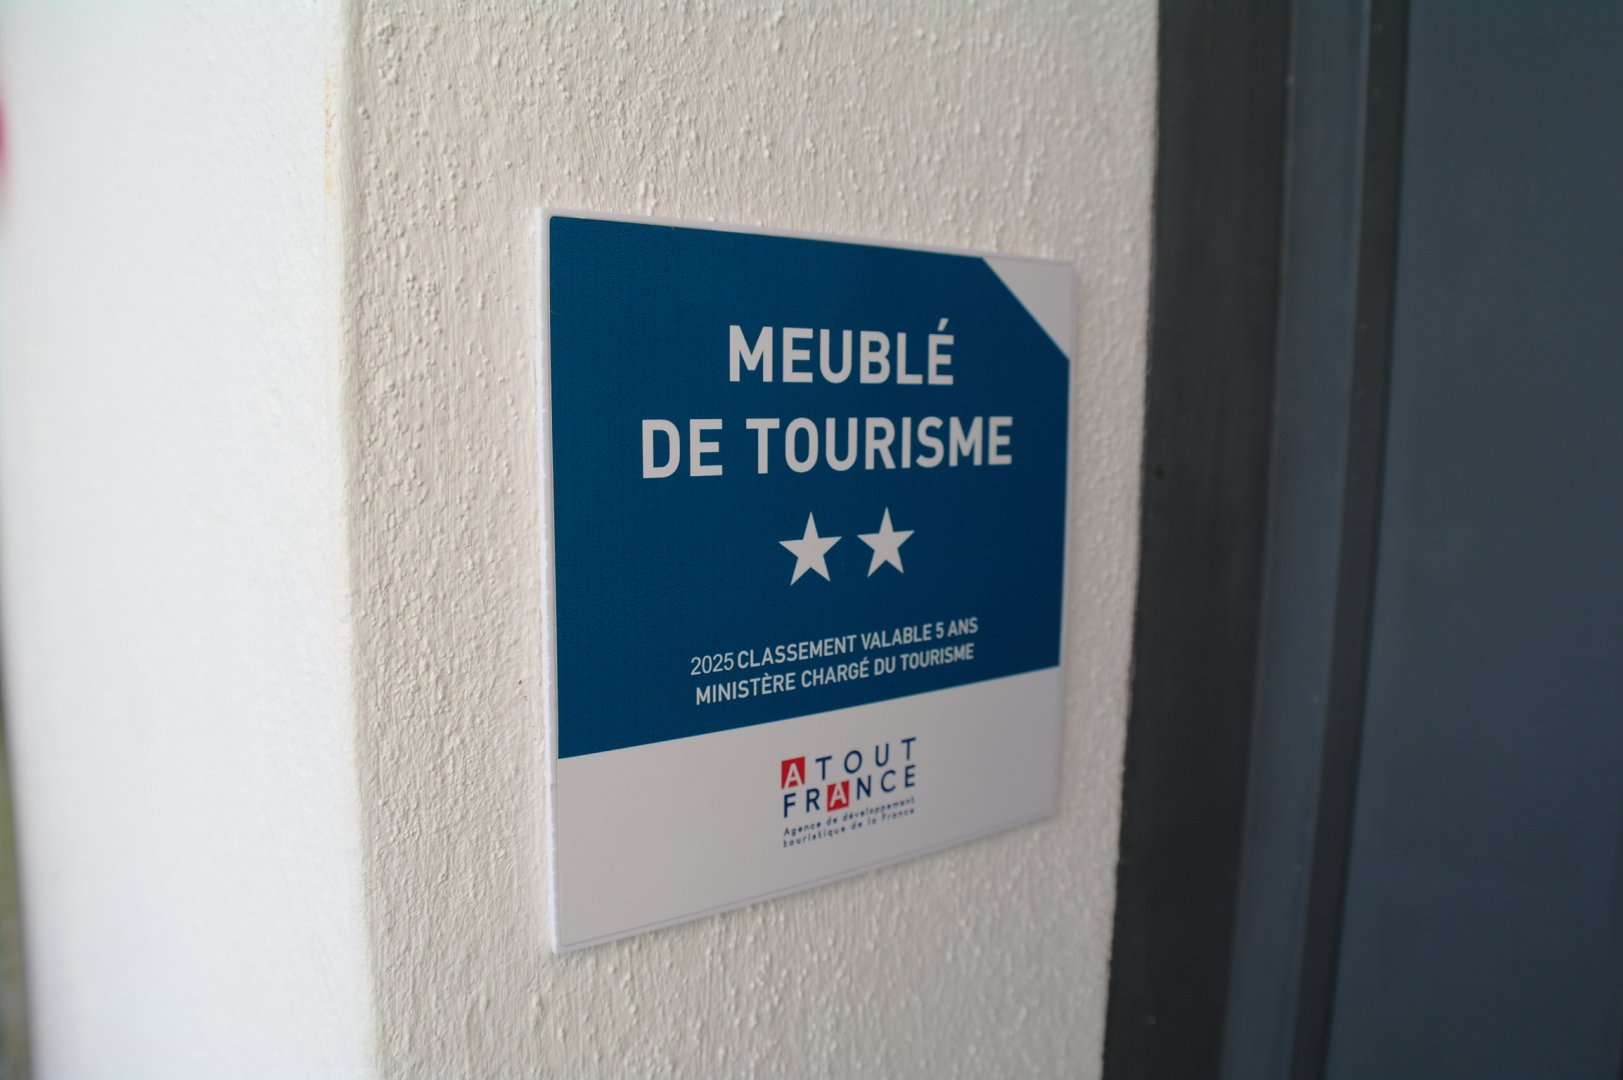 MEUBLÉ
DE TOURISME
2025 CLASSEMENT VALABLE 5 ANS
MINISTÈRE CHARGÉ DU TOURISME
ATOUT
FRANCE
Agence de développement
touristique de la France